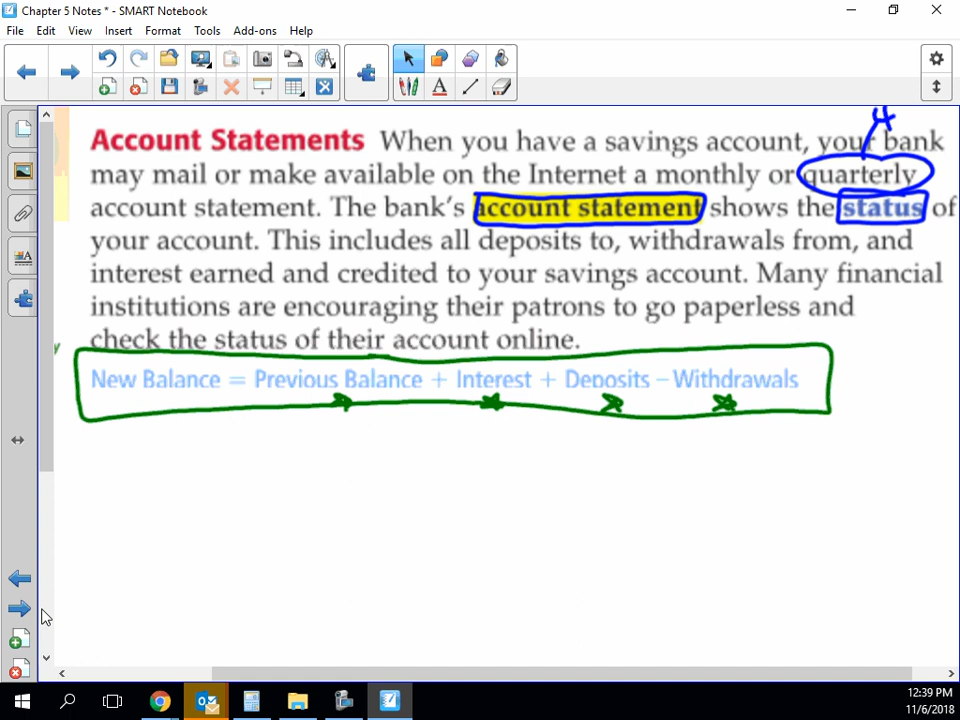 Chapter 5 Notes * - SMART Notebook
File Edit View Insert Format Tools Add-ons Help
4
Account Statements When you have a savings account, your bank
may mail or make available on the Internet a monthly or quarterly
account statement. The bank's account statement shows the status of
your account. This includes all deposits to, withdrawals from, and
interest earned and credited to your savings account. Many financial
institutions are encouraging their patrons to go paperless and
check the status of their account online.
New Balance = Previous Balance + Interest + Deposits – Withdrawals
12:39 PM
11/6/2018